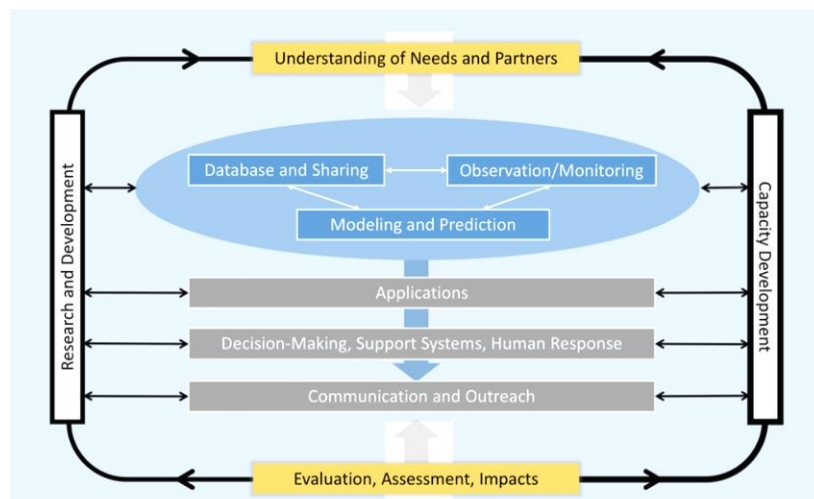 Understanding of Needs and Partners
Research and Development
Database and Sharing
Observation/Monitoring
Modeling and Prediction
Capacity Development
Applications
Decision-Making, Support Systems, Human Response
Communication and Outreach
Evaluation, Assessment, Impacts